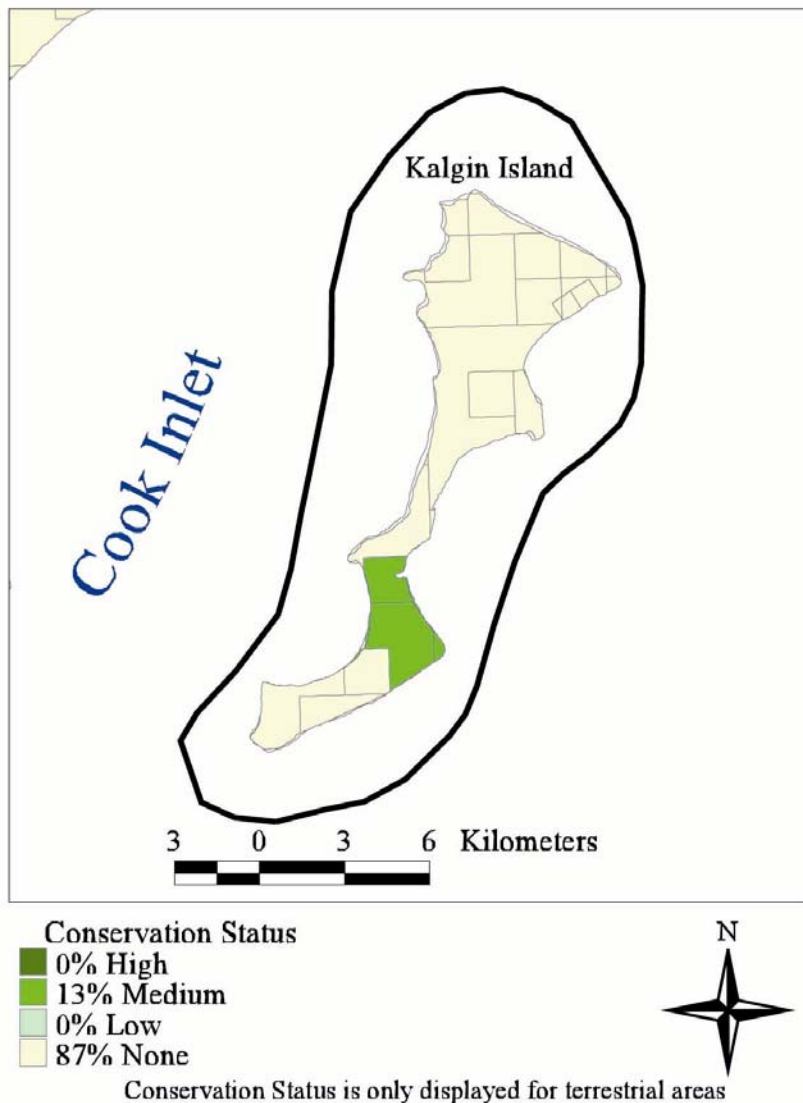 Kalgin Island
Cook Inlet
3 0 3 6 Kilometers
Conservation Status
0% High
13% Medium
0% Low
87% None
N
Conservation Status is only displayed for terrestrial areas